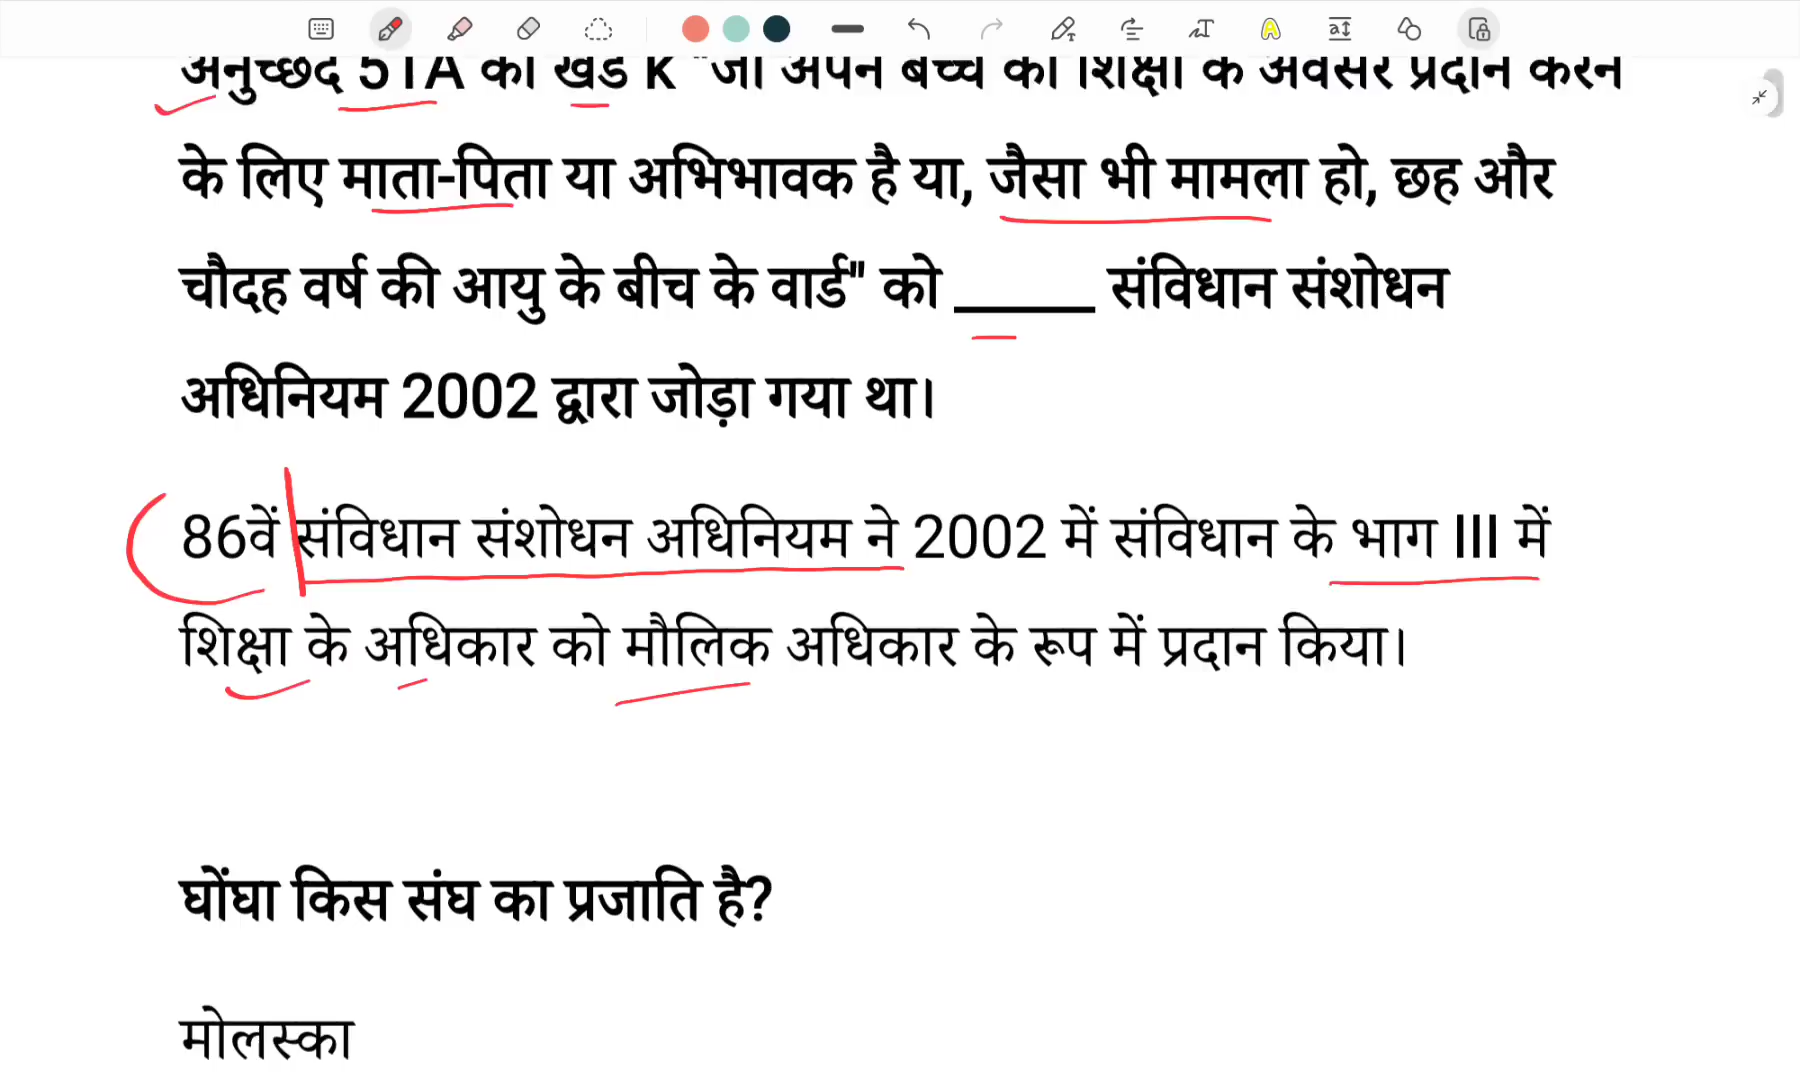 अनुच्छेद 51A का खंड K "जो अपने बच्चे को शिक्षा के अवसर प्रदान करने
के लिए माता-पिता या अभिभावक है या, जैसा भी मामला हो, छह और
चौदह वर्ष की आयु के बीच के वार्ड" को _____ संविधान संशोधन
अधिनियम 2002 द्वारा जोड़ा गया था।
86वें संविधान संशोधन अधिनियम ने 2002 में संविधान के भाग III में
शिक्षा के अधिकार को मौलिक अधिकार के रूप में प्रदान किया।
घोंघा किस संघ का प्रजाति है?
मोलस्का